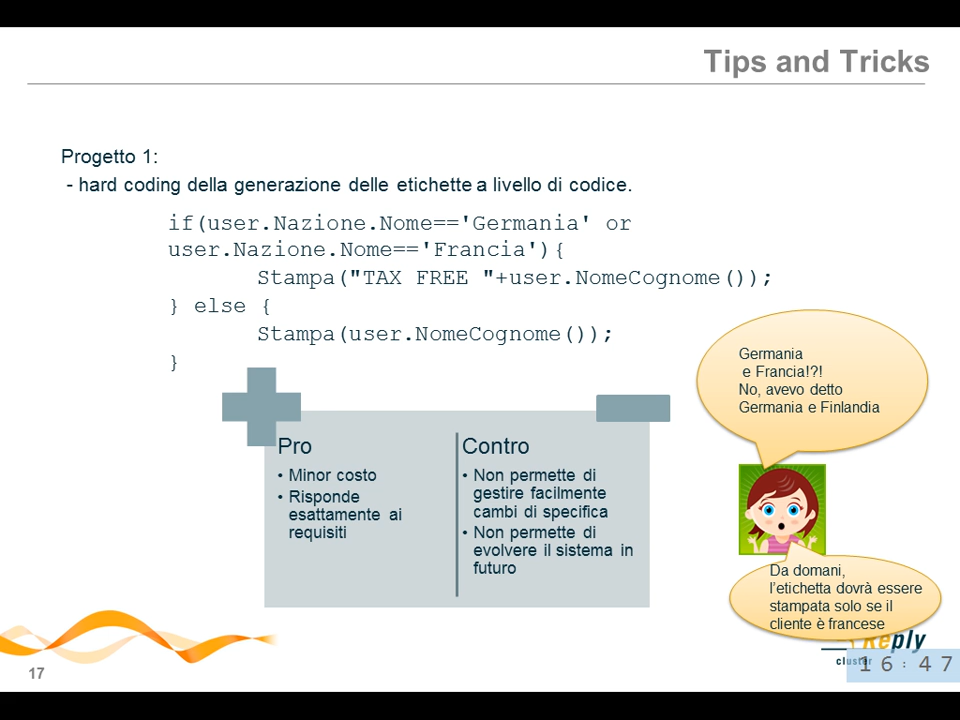 Tips and Tricks
Progetto 1:
- hard coding della generazione delle etichette a livello di codice.
if(user.Nazione.Nome=='Germania' or
user.Nazione.Nome=='Francia'){
Stampa("TAX FREE "+user.NomeCognome());
} else {
Stampa(user.NomeCognome());
}
Germania
e Francia!?!
No, avevo detto
Germania e Finlandia
Pro
• Minor costo
• Risponde
esattamente ai
requisiti
Contro
• Non permette di
gestire facilmente
cambi di specifica
• Non permette di
evolvere il sistema in
futuro
Da domani,
l'etichetta dovrà essere
stampata solo se il
cliente è francese
Reply
cluster
16:47
17